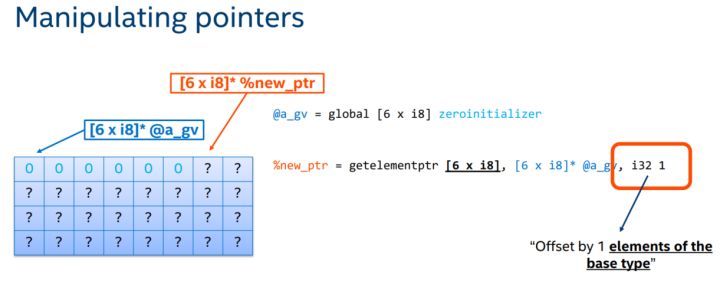 Manipulating pointers
[6 x i8]* %new_ptr
@a_gv = global [6 x i8] zeroinitializer
[6 x i8]* @a_gv
0 0 0 0 0 0 ? ?
%new_ptr = getelementptr [6 x i8], [6 x i8]* @a_gv, i32 1
? ? ? ? ? ? ? ?
? ? ? ? ? ? ? ?
? ? ? ? ? ? ? ?
“Offset by 1 elements of the
base type”